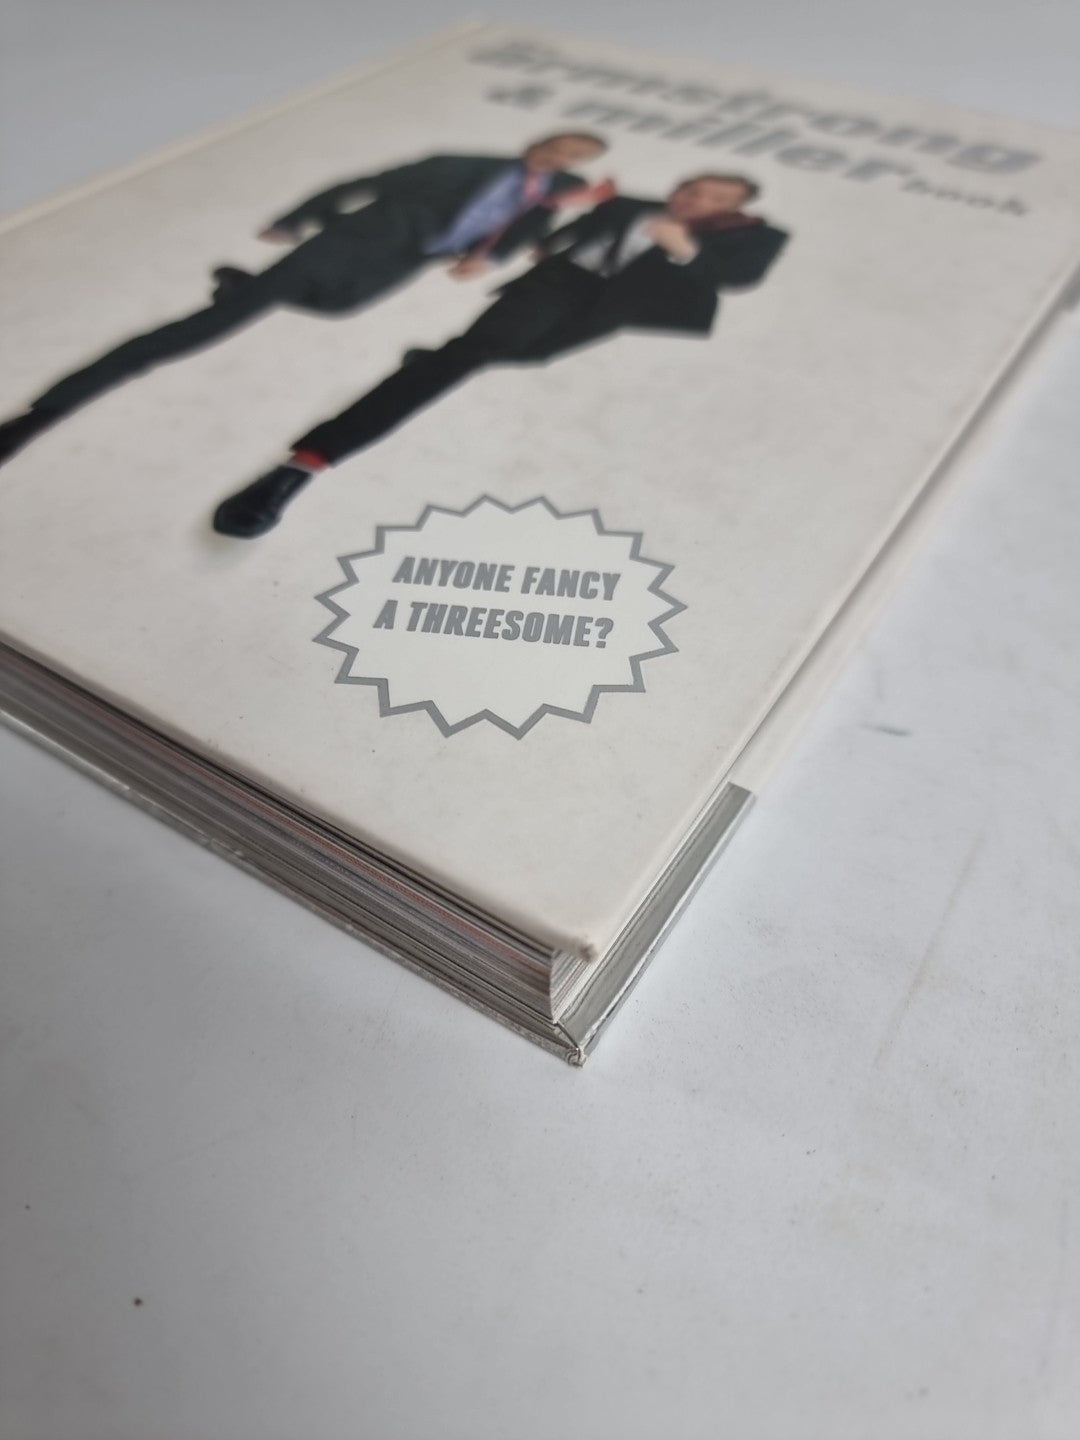 armstrong
& miller book
ANYONE FANCY
A THREESOME?